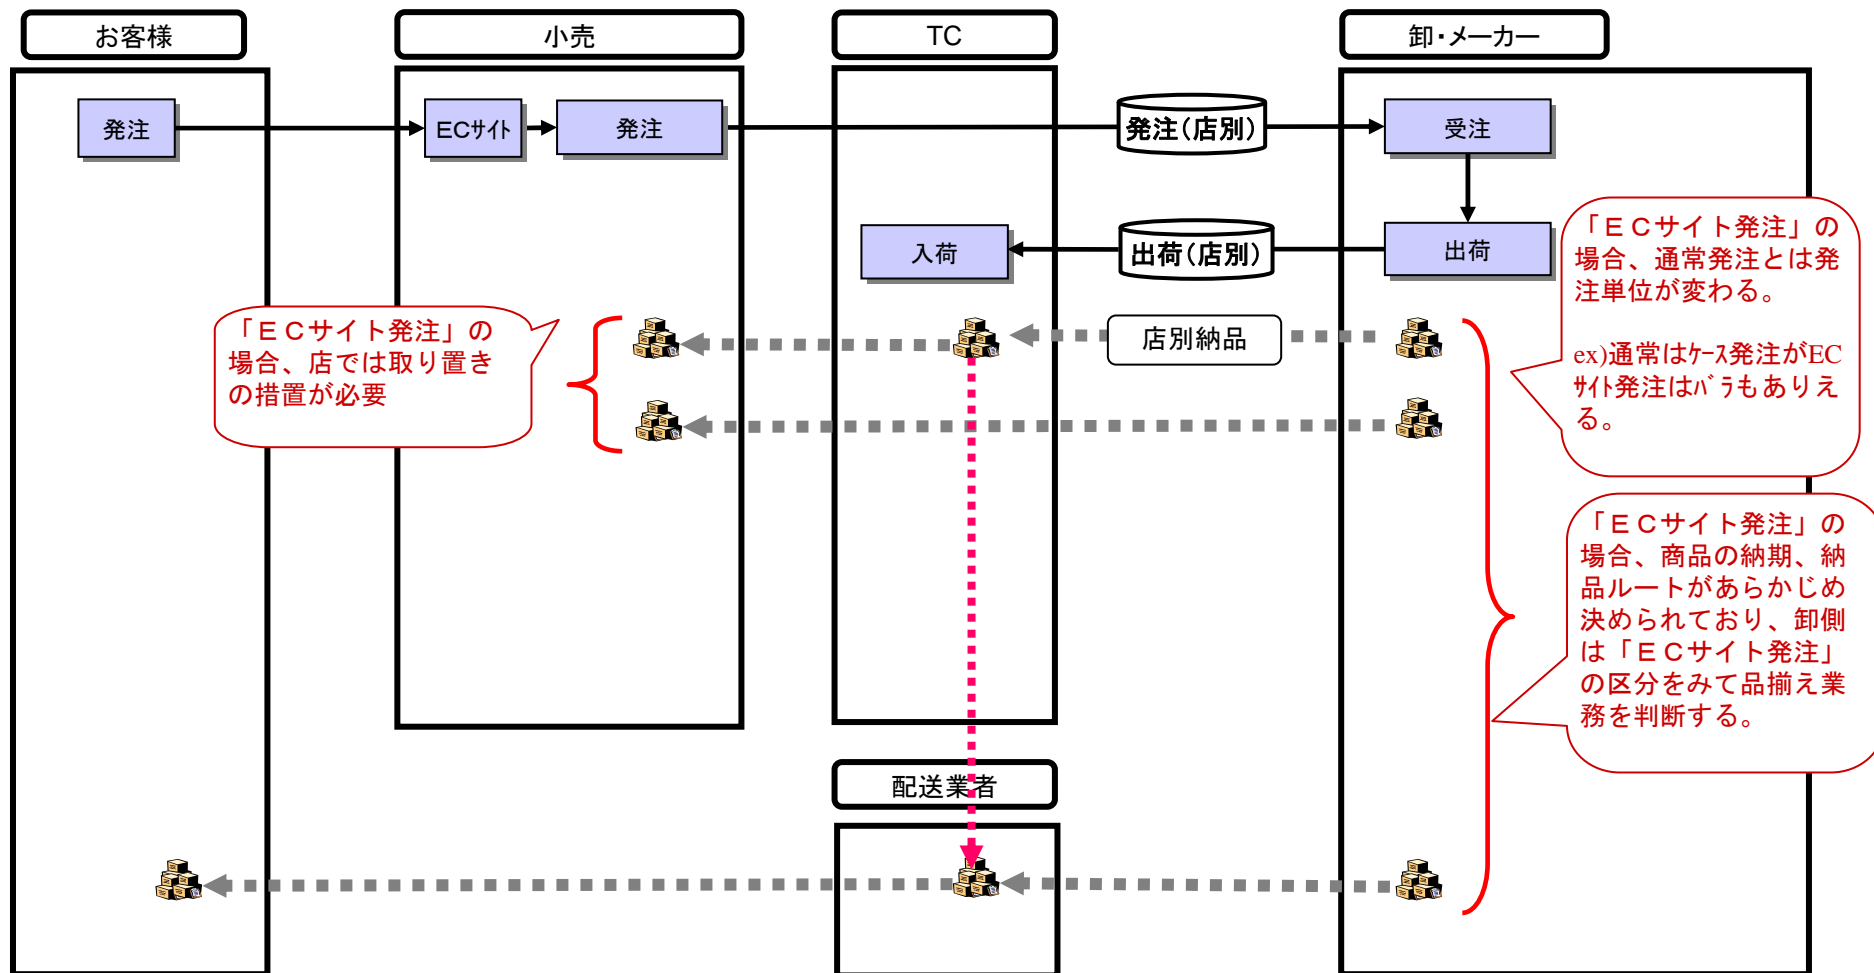 お客様
小売
TC
卸・メーカー
発注
ECサイト
発注
発注(店別)
受注
入荷
出荷(店別)
出荷
「ECサイト発注」の
場合、通常発注とは発
注単位が変わる。
ex)通常はケース発注がEC
サイト発注はバラもありえ
る。
「ECサイト発注」の
場合、店では取り置き
の措置が必要
店別納品
「ECサイト発注」の
場合、商品の納期、納
品ルートがあらかじめ
決められており、卸側
は「ECサイト発注」
の区分をみて品揃え業
務を判断する。
配送業者